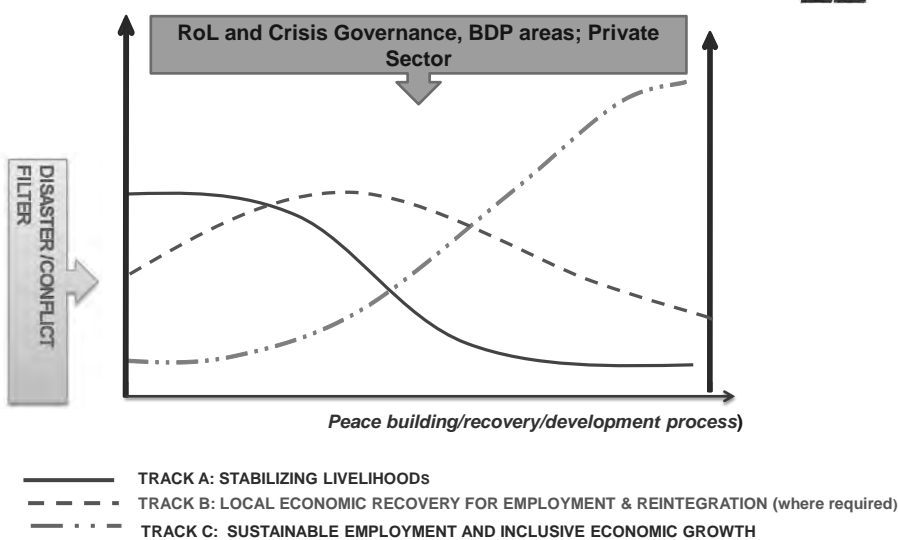 RoL and Crisis Governance, BDP areas; Private
Sector
DISASTER /CONFLICT
FILTER
Peace building/recovery/development process)
TRACK A: STABILIZING LIVELIHOODs
TRACK B: LOCAL ECONOMIC RECOVERY FOR EMPLOYMENT & REINTEGRATION (where required)
TRACK C:  SUSTAINABLE EMPLOYMENT AND INCLUSIVE ECONOMIC GROWTH